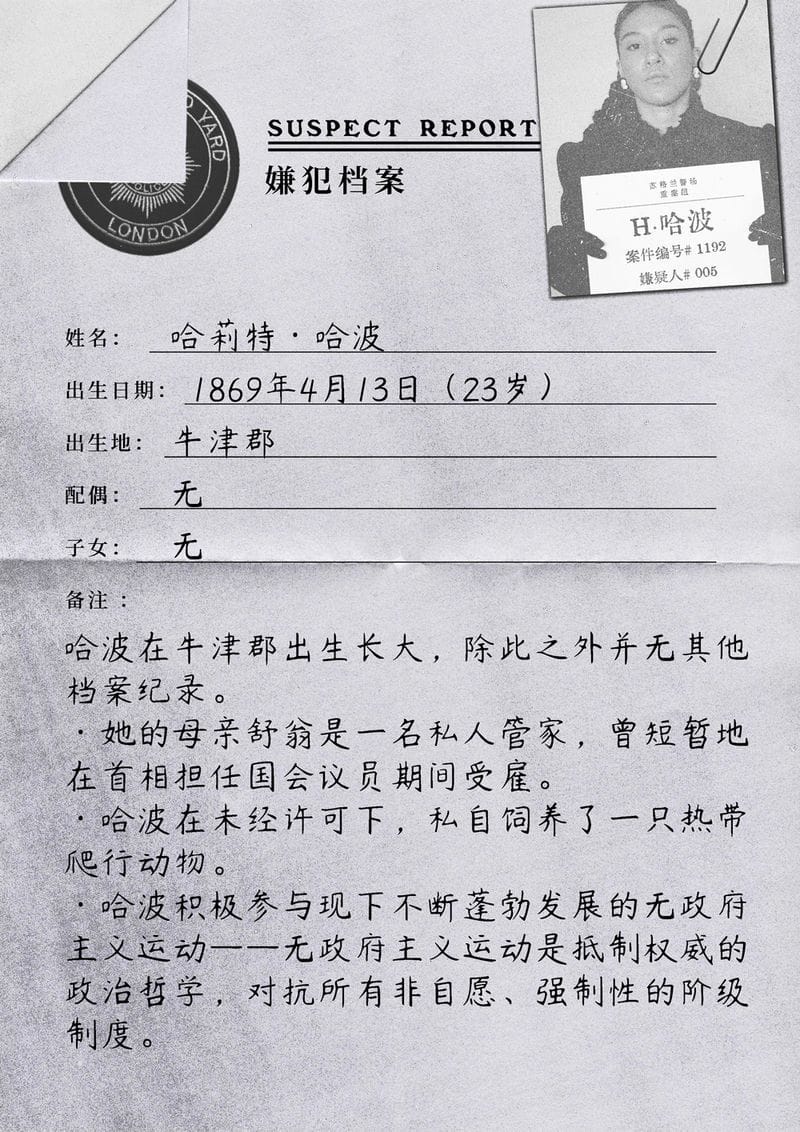 D YARD
POLICE
LONDON
SUSPECT REPORT
嫌犯档案
苏格兰警场
重案组
H·哈波
案件编号# 1192
嫌疑人# 005
姓名： 哈莉特·哈波
出生日期： 1869年4月13日（23岁）
出生地： 牛津郡
配偶： 无
子女： 无
备注：
哈波在牛津郡出生长大，除此之外并无其他
档案纪录。
·她的母亲舒翁是一名私人管家，曾短暂地
在首相担任国会议员期间受雇。
·哈波在未经许可下，私自饲养了一只热带
爬行动物。
·哈波积极参与现下不断蓬勃发展的无政府
主义运动——无政府主义运动是抵制权威的
政治哲学，对抗所有非自愿、强制性的阶级
制度。